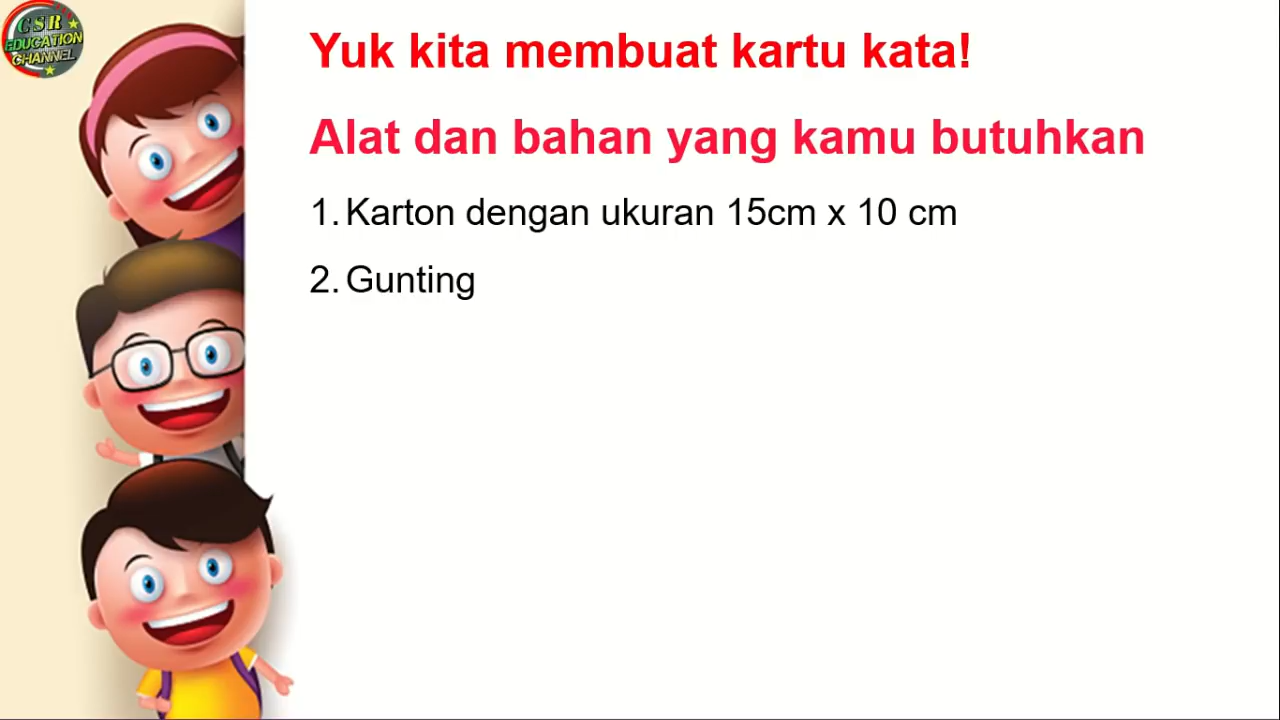 CSR
EDUCATION
CHANNEL
Yuk kita membuat kartu kata!
Alat dan bahan yang kamu butuhkan
1. Karton dengan ukuran 15cm x 10 cm
2. Gunting